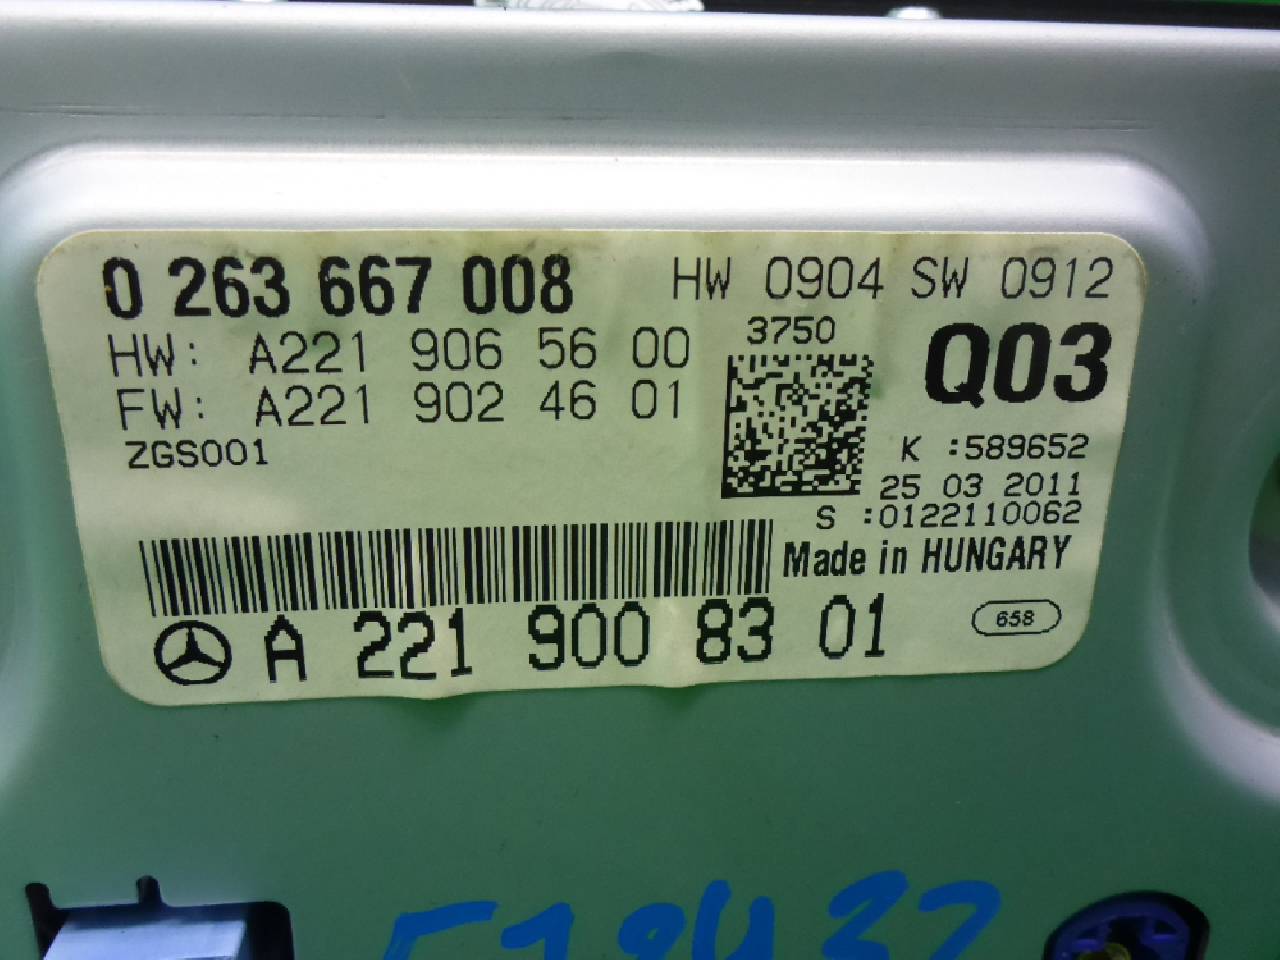 0 263 667 008 HW 0904 SW 0912
HW: A221 906 56 00 3750 Q03
FW: A221 902 46 01
ZGS001 K :589652
25 03 2011
S :0122110062
Made in HUNGARY
A 221 900 83 01 658